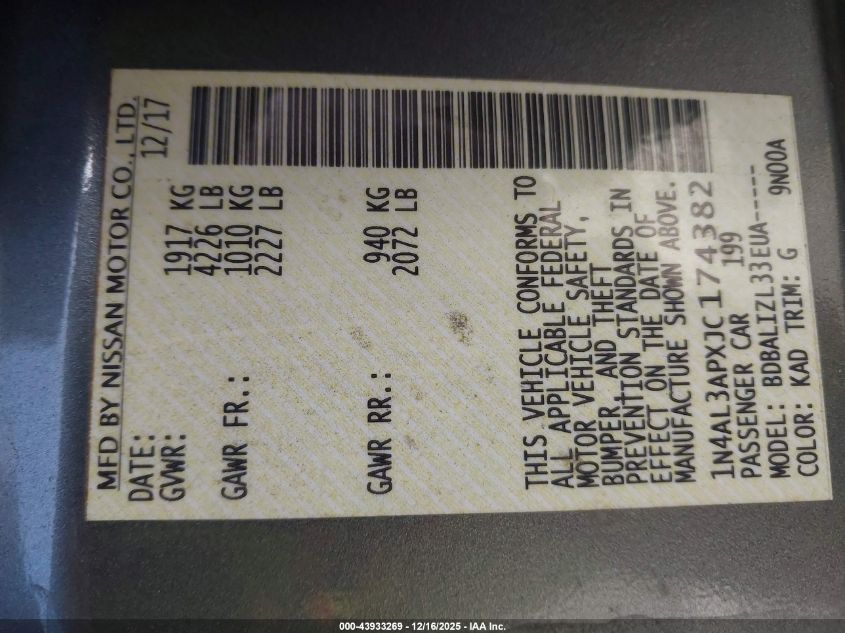 MFD BY NISSAN MOTOR CO., LTD.
DATE: 12/17
GVWR: 1917 KG
4226 LB
GAWR FR.: 1010 KG
2227 LB
GAWR RR.: 940 KG
2072 LB
THIS VEHICLE CONFORMS TO
ALL APPLICABLE FEDERAL
MOTOR VEHICLE SAFETY,
BUMPER, AND THEFT
PREVENTION STANDARDS IN
EFFECT ON THE DATE OF
MANUFACTURE SHOWN ABOVE.
1N4AL3APXJC174382
PASSENGER CAR 199
MODEL: BDBALIZL33EUA-----
COLOR: KAD TRIM: G 9N00A
000-43933269 - 12/16/2025 - IAA Inc.